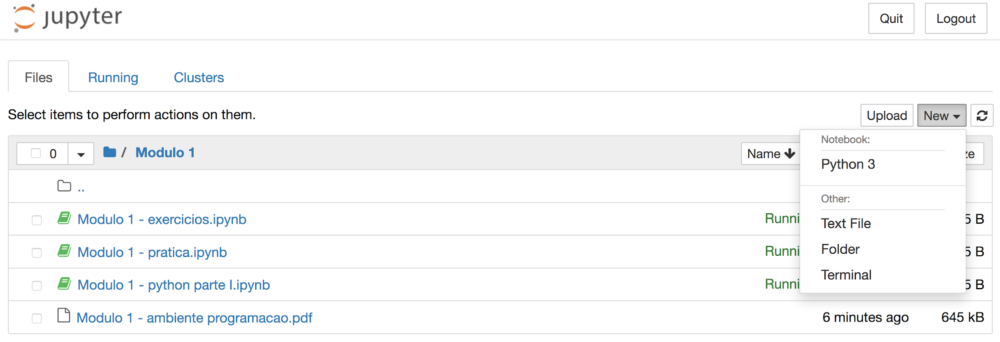 jupyter
Quit Logout
Files Running Clusters
Select items to perform actions on them.
Upload New
0 / Modulo 1 Name
Notebook:
Python 3
..
Other:
Modulo 1 - exercicios.ipynb Runni 5 B
Text File
Modulo 1 - pratica.ipynb Runni 5 B
Folder
Terminal
Modulo 1 - python parte I.ipynb Runni 5 B
Modulo 1 - ambiente programacao.pdf 6 minutes ago 645 kB